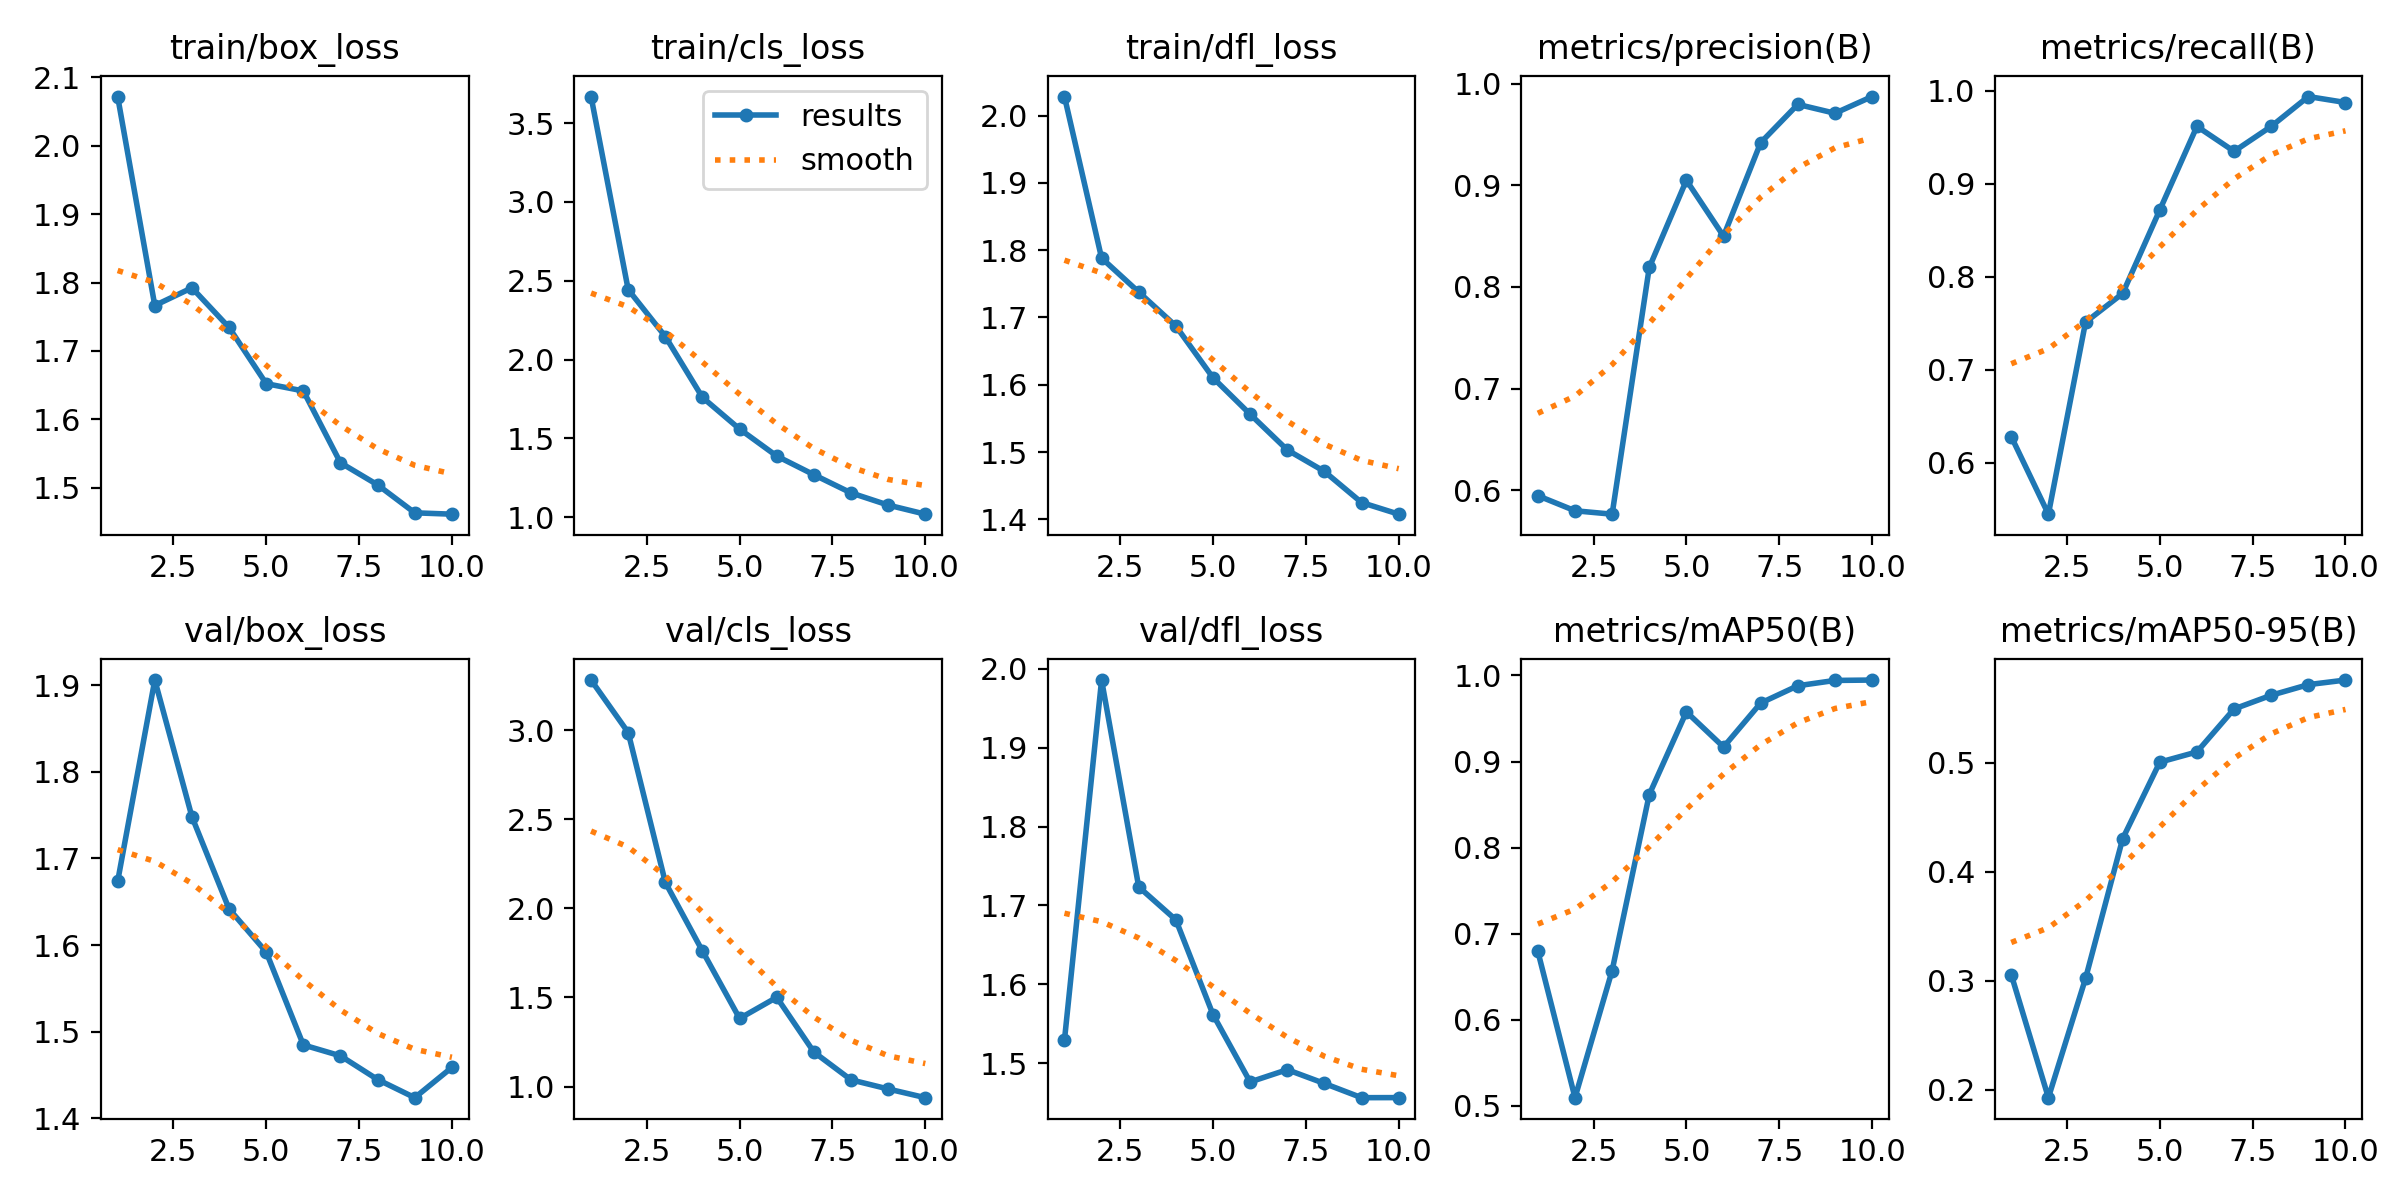 train/box_loss
2.1
2.0
1.9
1.8
1.7
1.6
1.5
2.5 5.0 7.5 10.0
train/cls_loss
results
smooth
3.5
3.0
2.5
2.0
1.5
1.0
2.5 5.0 7.5 10.0
train/dfl_loss
2.0
1.9
1.8
1.7
1.6
1.5
1.4
2.5 5.0 7.5 10.0
metrics/precision(B)
1.0
0.9
0.8
0.7
0.6
2.5 5.0 7.5 10.0
metrics/recall(B)
1.0
0.9
0.8
0.7
0.6
2.5 5.0 7.5 10.0
val/box_loss
1.9
1.8
1.7
1.6
1.5
1.4
2.5 5.0 7.5 10.0
val/cls_loss
3.0
2.5
2.0
1.5
1.0
2.5 5.0 7.5 10.0
val/dfl_loss
2.0
1.9
1.8
1.7
1.6
1.5
2.5 5.0 7.5 10.0
metrics/mAP50(B)
1.0
0.9
0.8
0.7
0.6
0.5
2.5 5.0 7.5 10.0
metrics/mAP50-95(B)
0.5
0.4
0.3
0.2
2.5 5.0 7.5 10.0